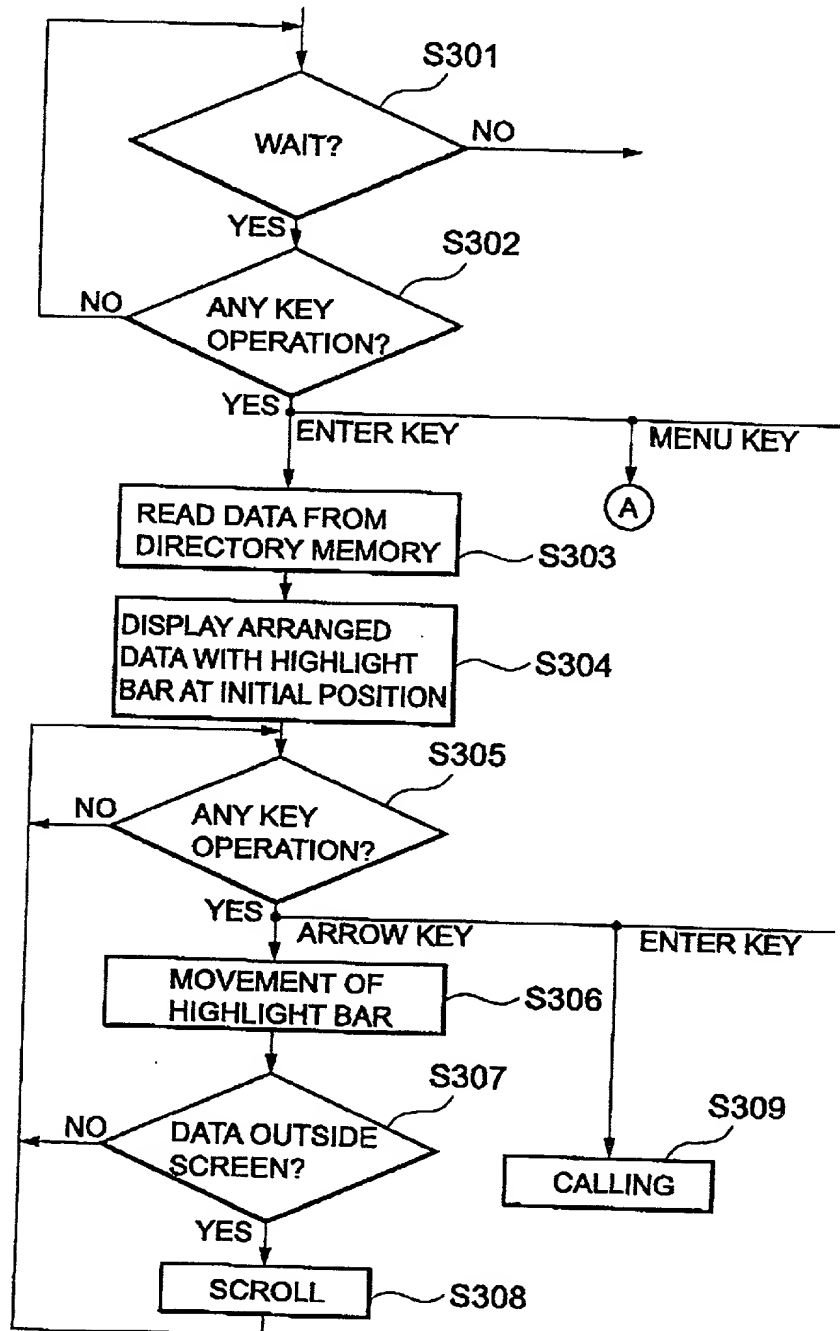 S301
WAIT?
NO
YES
S302
NO
ANY KEY
OPERATION?
YES
ENTER KEY
MENU KEY
A
READ DATA FROM
DIRECTORY MEMORY
S303
DISPLAY ARRANGED
DATA WITH HIGHLIGHT
BAR AT INITIAL POSITION
S304
S305
NO
ANY KEY
OPERATION?
YES
ARROW KEY
ENTER KEY
MOVEMENT OF
HIGHLIGHT BAR
S306
S307
NO
DATA OUTSIDE
SCREEN?
S309
CALLING
YES
SCROLL
S308